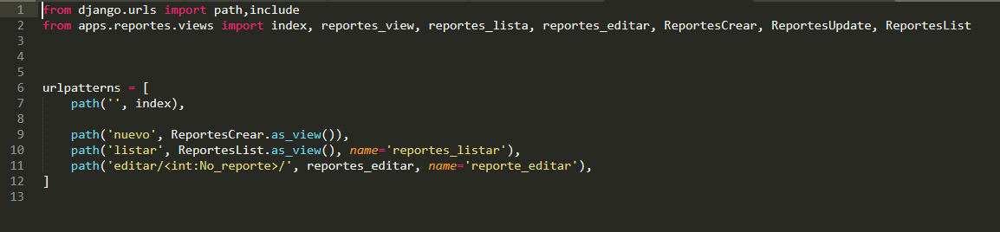 1 from django.urls import path,include
2 from apps.reportes.views import index, reportes_view, reportes_lista, reportes_editar, ReportesCrear, ReportesUpdate, ReportesList
3
4
5
6 urlpatterns = [
7     path('', index),
8
9     path('nuevo', ReportesCrear.as_view()),
10     path('listar', ReportesList.as_view(), name='reportes_listar'),
11     path('editar/<int:No_reporte>/', reportes_editar, name='reporte_editar'),
12 ]
13